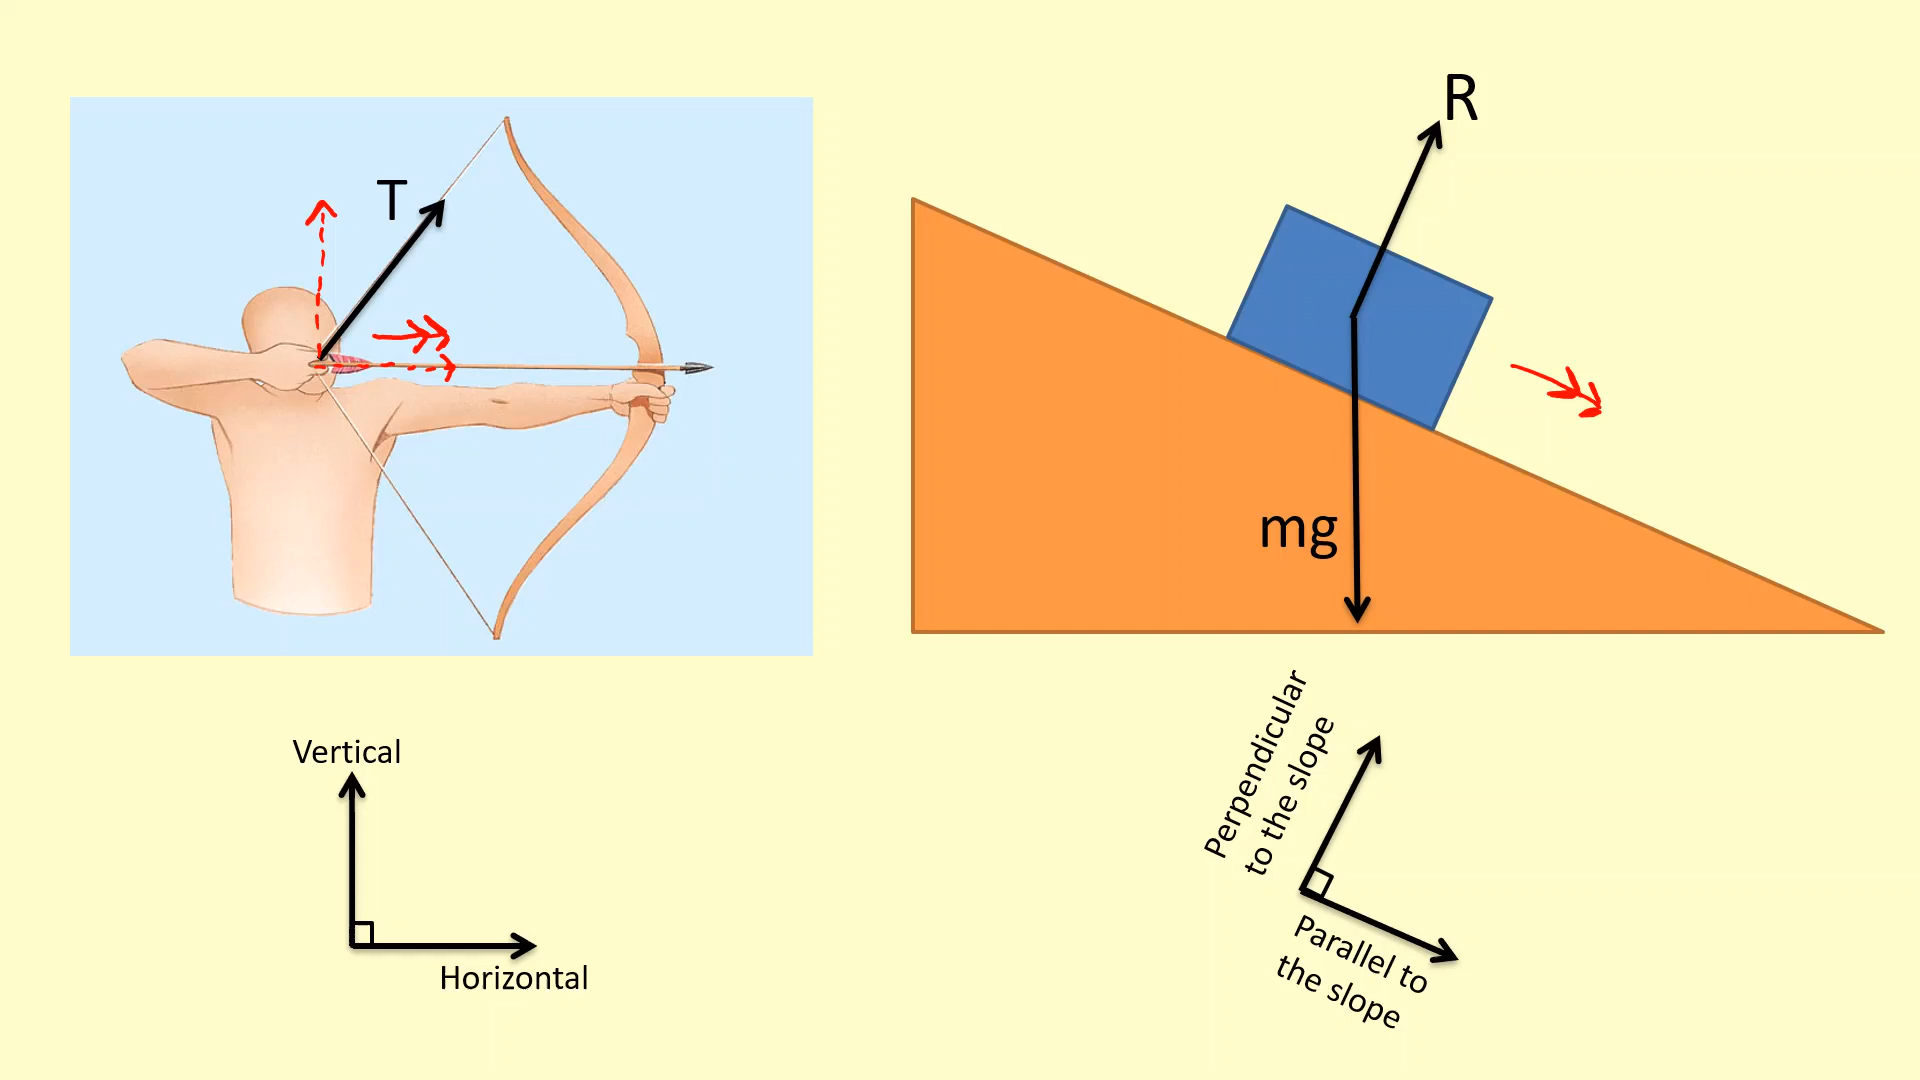 T
R
mg
Vertical
Horizontal
Perpendicular
to the slope
Parallel to
the slope